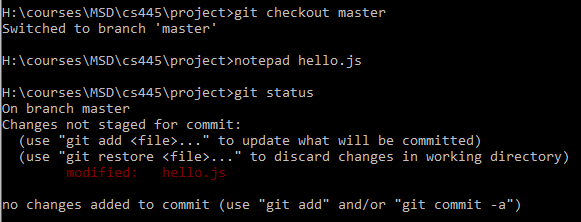 H:\courses\MSD\cs445\project>git checkout master
Switched to branch 'master'
H:\courses\MSD\cs445\project>notepad hello.js
H:\courses\MSD\cs445\project>git status
On branch master
Changes not staged for commit:
  (use "git add <file>..." to update what will be committed)
  (use "git restore <file>..." to discard changes in working directory)
        modified:   hello.js
no changes added to commit (use "git add" and/or "git commit -a")